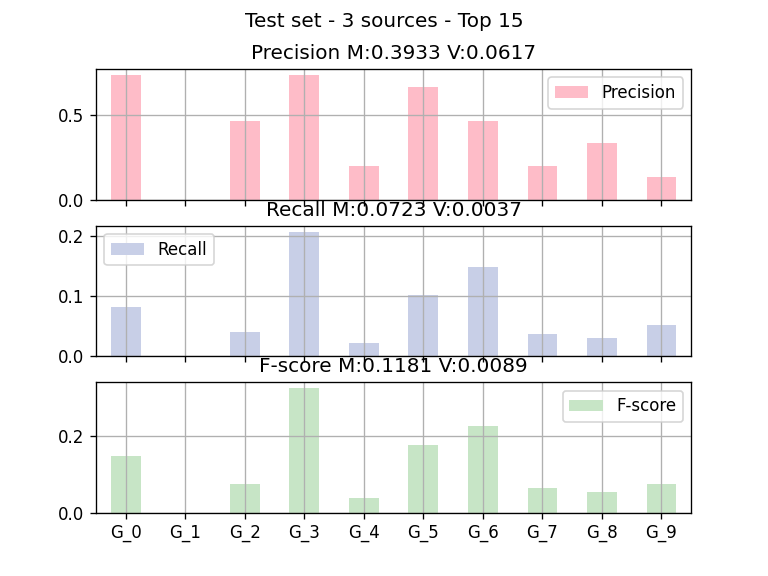 Test set - 3 sources - Top 15
Precision M:0.3933 V:0.0617
0.5
0.0
Precision
Recall M:0.0723 V:0.0037
0.2
0.1
0.0
Recall
F-score M:0.1181 V:0.0089
0.2
0.0
F-score
G_0 G_1 G_2 G_3 G_4 G_5 G_6 G_7 G_8 G_9